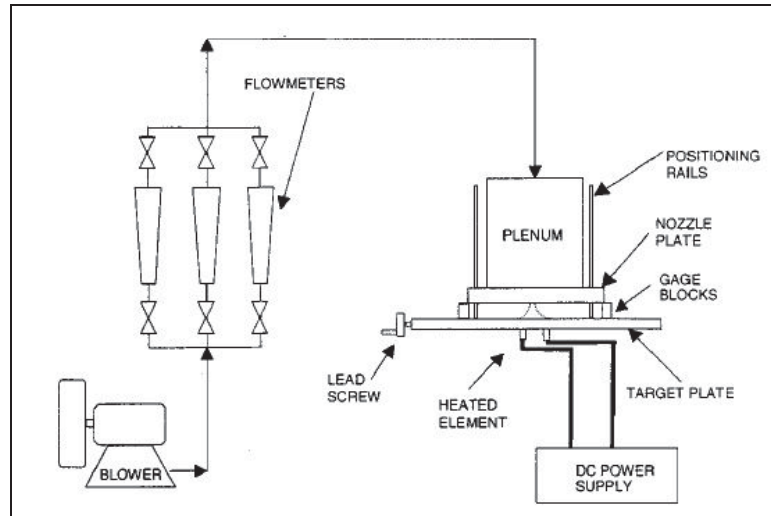 FLOWMETERS
POSITIONING
RAILS
PLENUM
NOZZLE
PLATE
GAGE
BLOCKS
LEAD
SCREW
HEATED
ELEMENT
TARGET PLATE
BLOWER
DC POWER
SUPPLY